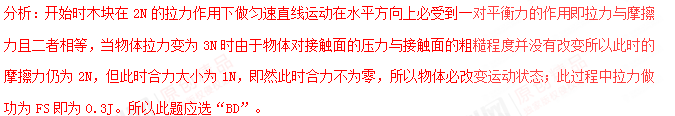 分析：开始时木块在 2N 的拉力作用下做匀速直线运动在水平方向上必受到一对平衡力的作用即拉力与摩擦
力且二者相等，当物体拉力变为 3N 时由于物体对接触面的压力与接触面的粗糙程度并没有改变所以此时的
摩擦力仍为 2N，但此时合力大小为 1N，即然此时合力不为零，所以物体必改变运动状态；此过程中拉力做
功为 FS 即为 0.3J。所以此题应选“BD”。